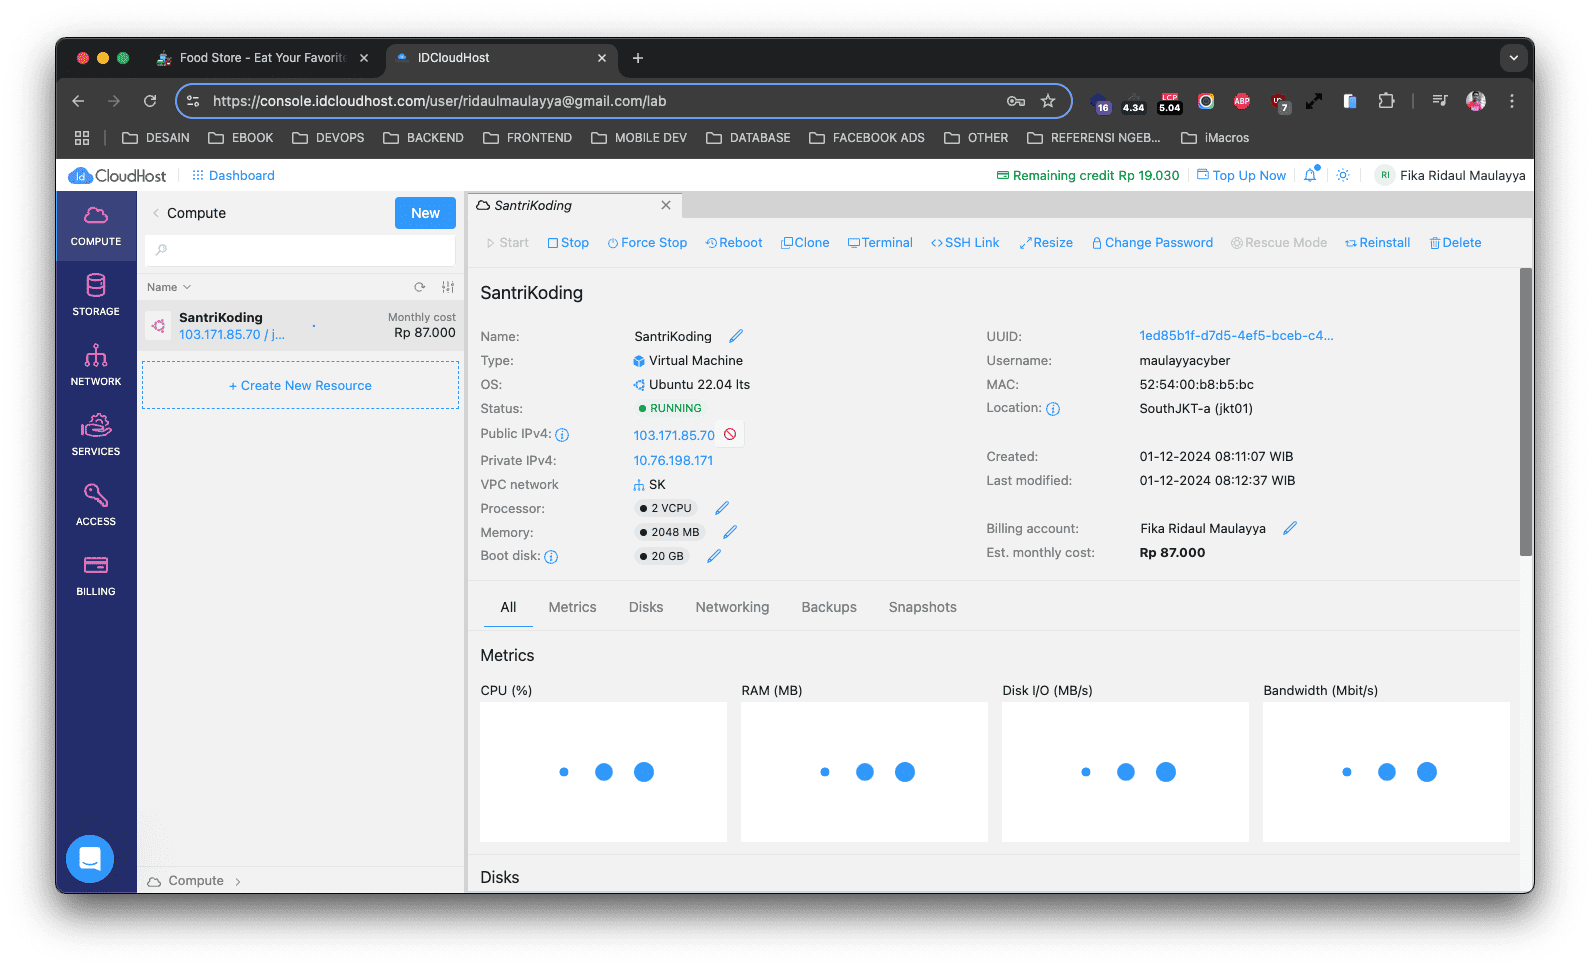 Food Store - Eat Your Favorite
IDCloudHost
https://console.idcloudhost.com/user/ridaulmaulayya@gmail.com/lab
16
4.34
LCP
5.04
ABP
7
DESAIN
EBOOK
DEVOPS
BACKEND
FRONTEND
MOBILE DEV
DATABASE
FACEBOOK ADS
OTHER
REFERENSI NGEB...
iMacros
Id CloudHost
Dashboard
Remaining credit Rp 19.030
Top Up Now
RI
Fika Ridaul Maulayya
COMPUTE
STORAGE
NETWORK
SERVICES
ACCESS
BILLING
Compute
New
Name
SantriKoding
103.171.85.70 / j...
Monthly cost
Rp 87.000
+ Create New Resource
Compute
SantriKoding
Start
Stop
Force Stop
Reboot
Clone
Terminal
SSH Link
Resize
Change Password
Rescue Mode
Reinstall
Delete
SantriKoding
Name: SantriKoding
Type: Virtual Machine
OS: Ubuntu 22.04 lts
Status: RUNNING
Public IPv4: 103.171.85.70
Private IPv4: 10.76.198.171
VPC network SK
Processor: 2 VCPU
Memory: 2048 MB
Boot disk: 20 GB
UUID: 1ed85b1f-d7d5-4ef5-bceb-c4...
Username: maulayyacyber
MAC: 52:54:00:b8:b5:bc
Location: SouthJKT-a (jkt01)
Created: 01-12-2024 08:11:07 WIB
Last modified: 01-12-2024 08:12:37 WIB
Billing account: Fika Ridaul Maulayya
Est. monthly cost: Rp 87.000
All
Metrics
Disks
Networking
Backups
Snapshots
Metrics
CPU (%)
RAM (MB)
Disk I/O (MB/s)
Bandwidth (Mbit/s)
Disks